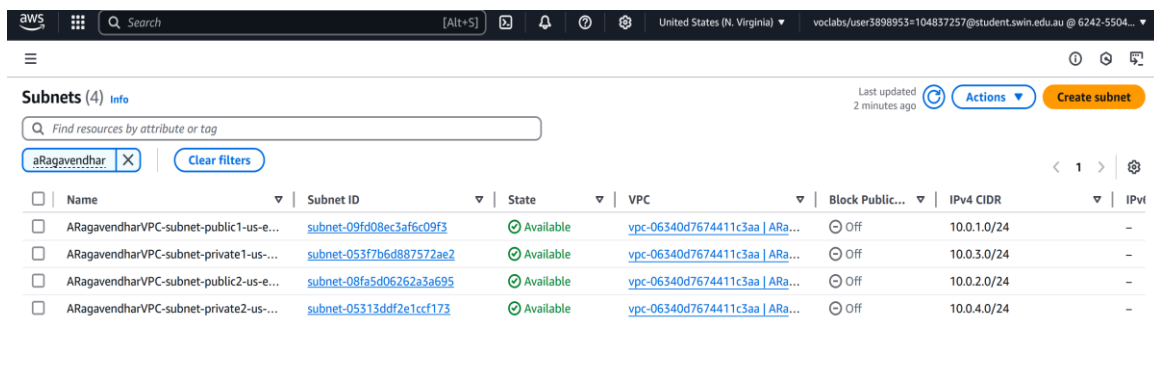 aws Search [Alt+S] United States (N. Virginia) voclabs/user3898953=104837257@student.swin.edu.au @ 6242-5504...
Subnets (4) Info Last updated 2 minutes ago Actions Create subnet
Find resources by attribute or tag
aRagavendhar Clear filters 1
Name Subnet ID State VPC Block Public... IPv4 CIDR IPv6
ARagavendharVPC-subnet-public1-us-e... subnet-09fd08ec3af6c09f3 Available vpc-06340d7674411c3aa | ARa... Off 10.0.1.0/24 –
ARagavendharVPC-subnet-private1-us-... subnet-053f7b6d887572ae2 Available vpc-06340d7674411c3aa | ARa... Off 10.0.3.0/24 –
ARagavendharVPC-subnet-public2-us-e... subnet-08fa5d06262a3a695 Available vpc-06340d7674411c3aa | ARa... Off 10.0.2.0/24 –
ARagavendharVPC-subnet-private2-us-... subnet-05313ddf2e1ccf173 Available vpc-06340d7674411c3aa | ARa... Off 10.0.4.0/24 –